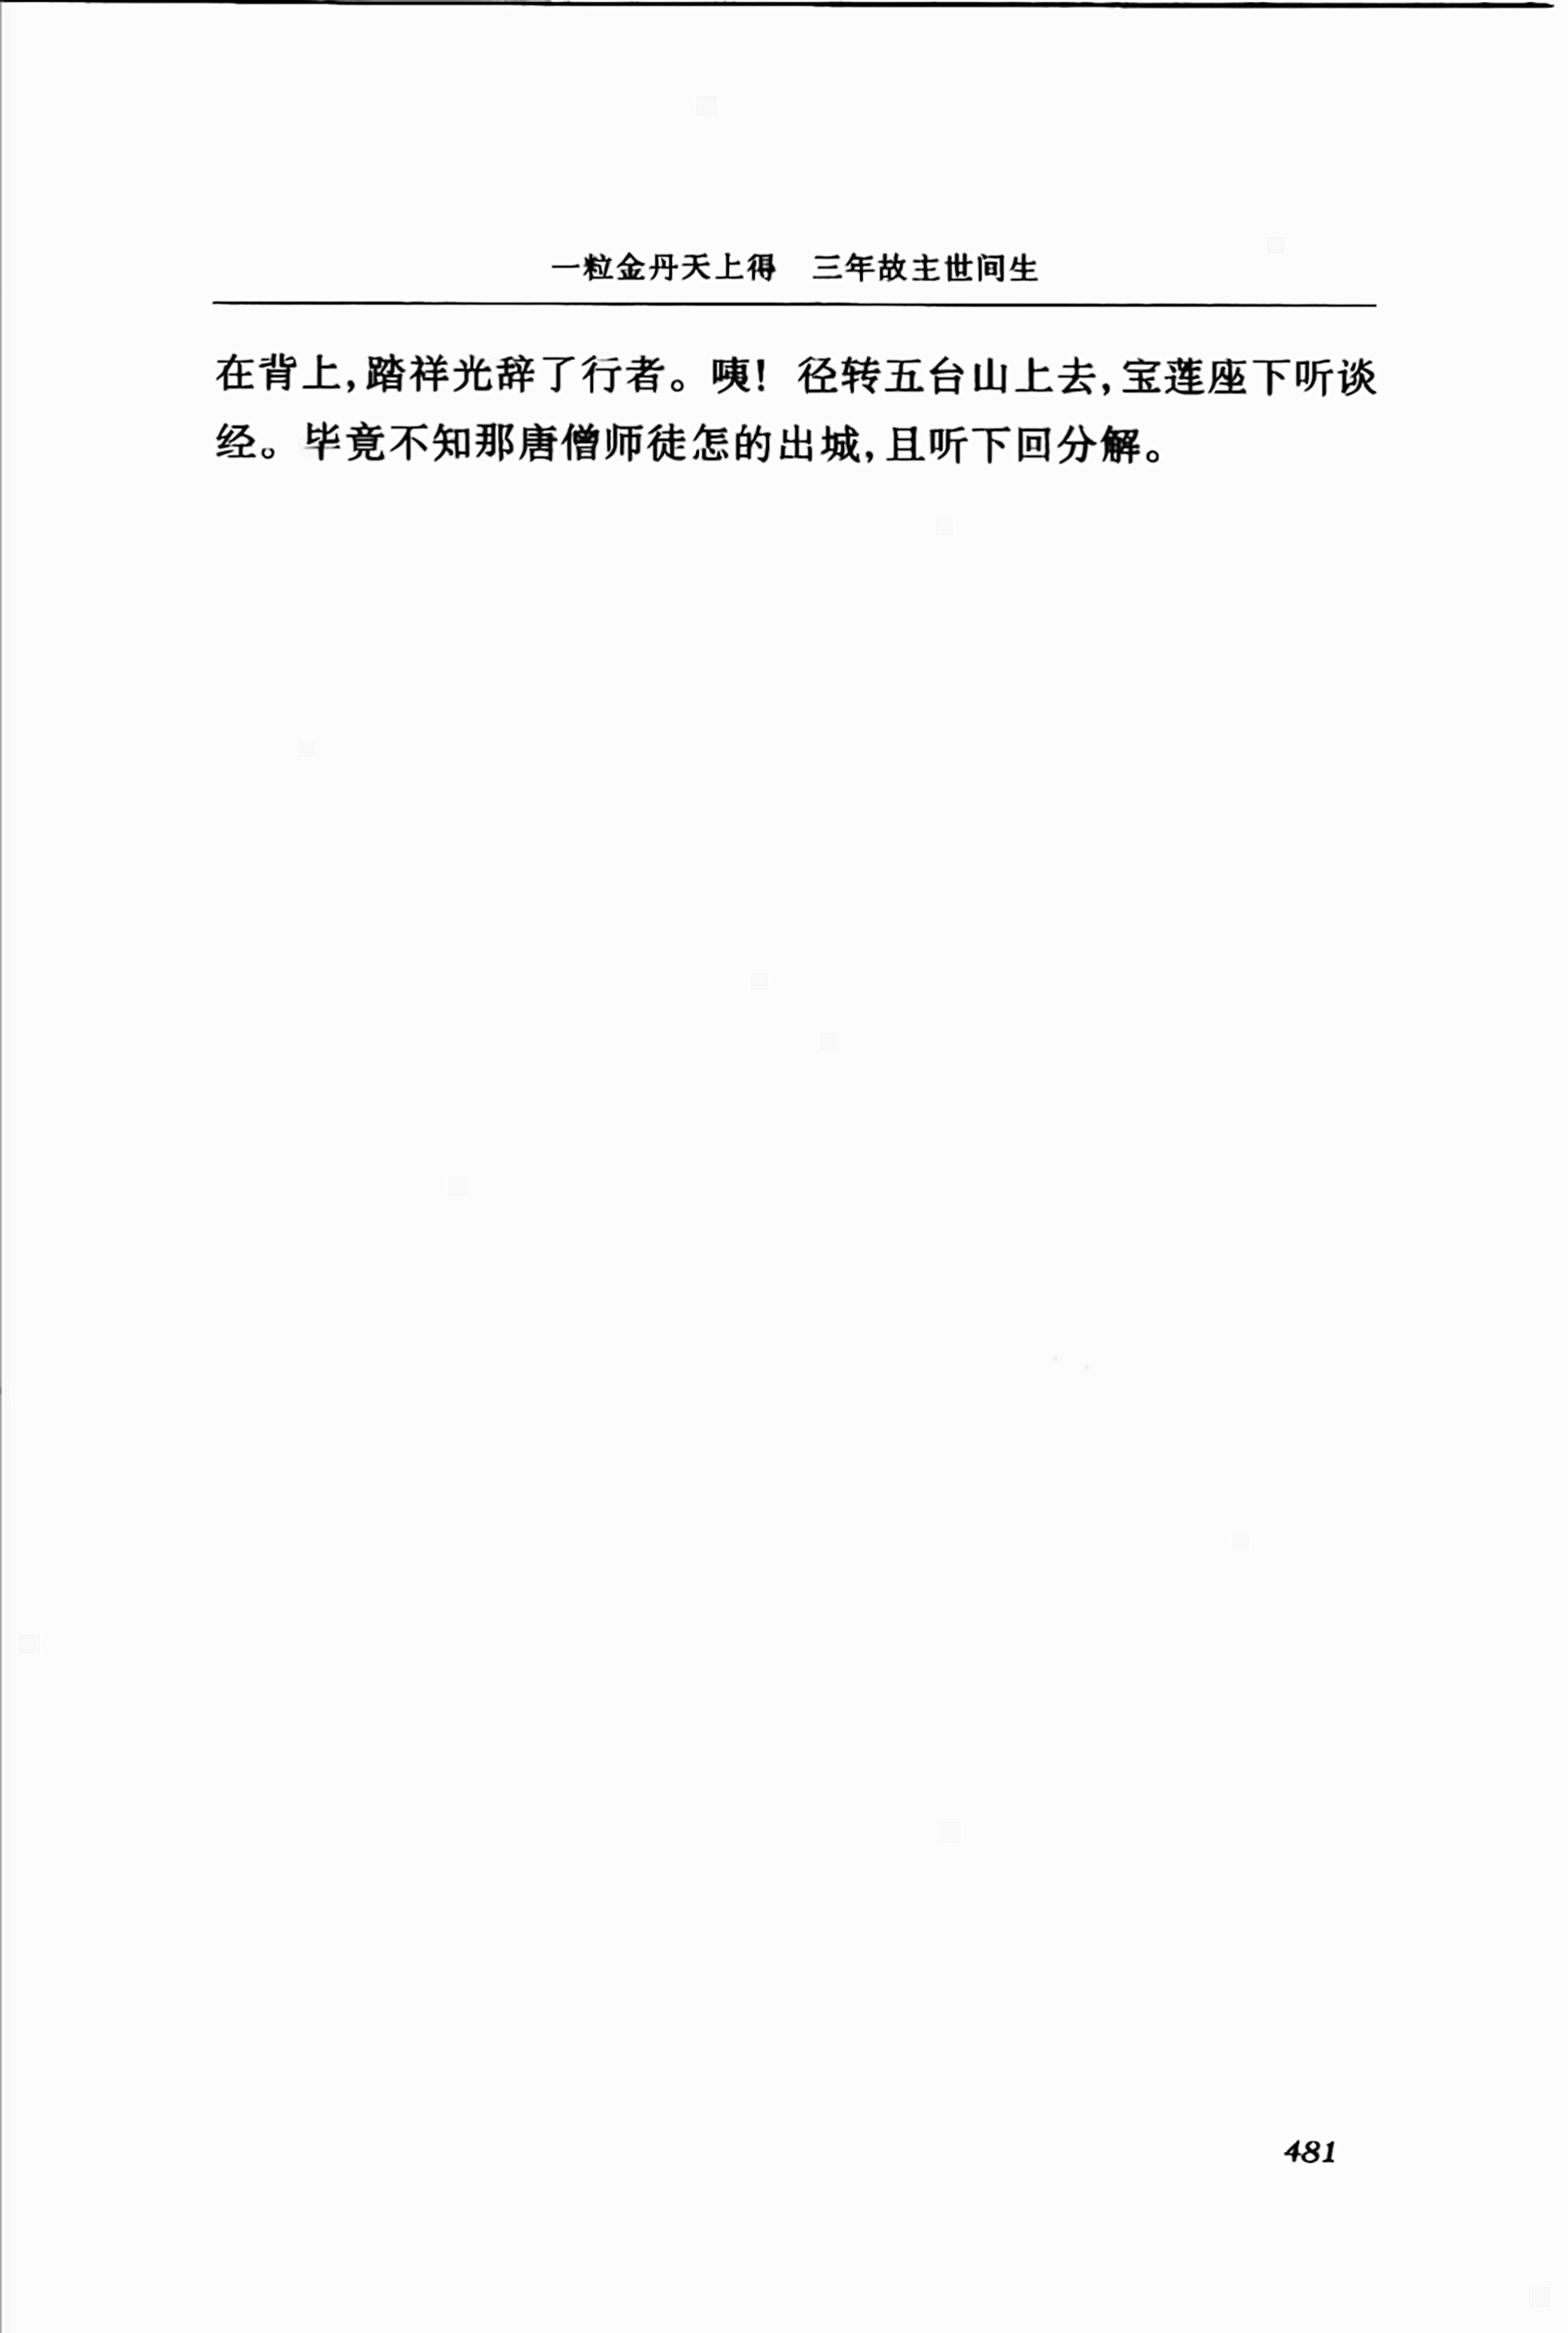 一粒金丹天上得　三年故主世间生
在背上,踏祥光辞了行者。咦! 径转五台山上去,宝莲座下听谈
经。毕竟不知那唐僧师徒怎的出城,且听下回分解。
481